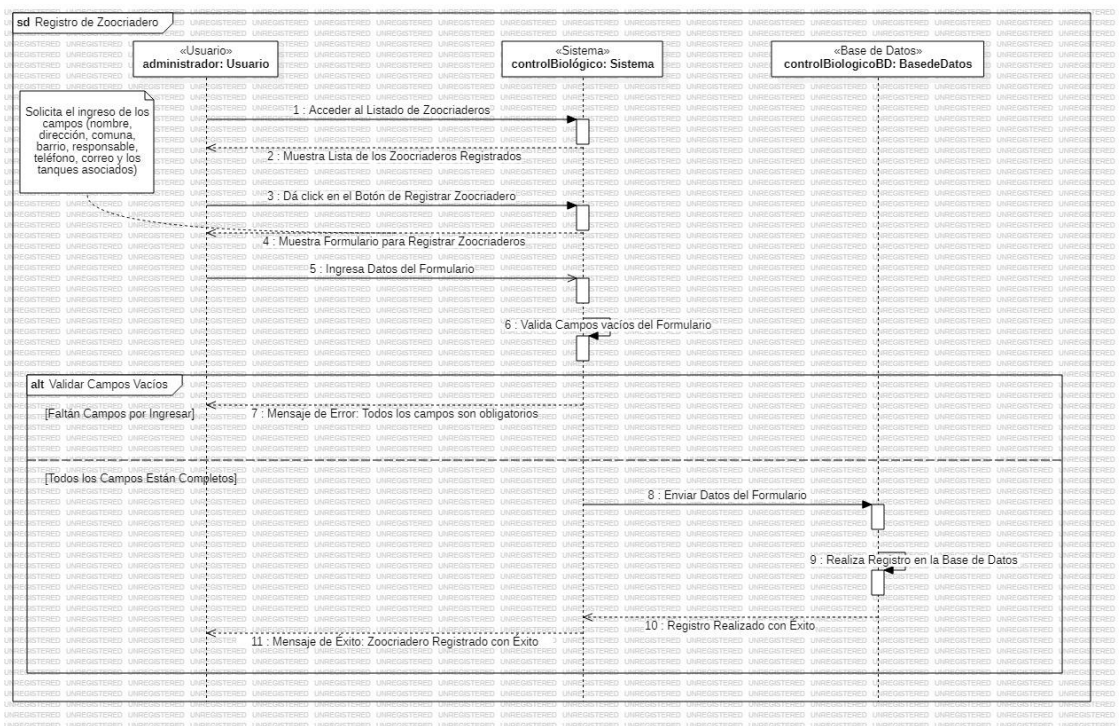 sd Registro de Zoocriadero
«Usuario»
administrador: Usuario
«Sistema»
controlBiológico: Sistema
«Base de Datos»
controlBiologicoBD: BasedeDatos
Solicita el ingreso de los
campos (nombre,
dirección, comuna,
barrio, responsable,
teléfono, correo y los
tanques asociados)
1 : Acceder al Listado de Zoocriaderos
2 : Muestra Lista de los Zoocriaderos Registrados
3 : Dá click en el Botón de Registrar Zoocriadero
4 : Muestra Formulario para Registrar Zoocriaderos
5 : Ingresa Datos del Formulario
6 : Valida Campos vacíos del Formulario
alt Validar Campos Vacíos
[Faltán Campos por Ingresar]
7 : Mensaje de Error: Todos los campos son obligatorios
[Todos los Campos Están Completos]
8 : Enviar Datos del Formulario
9 : Realiza Registro en la Base de Datos
10 : Registro Realizado con Éxito
11 : Mensaje de Éxito: Zoocriadero Registrado con Éxito
UNREGISTERED